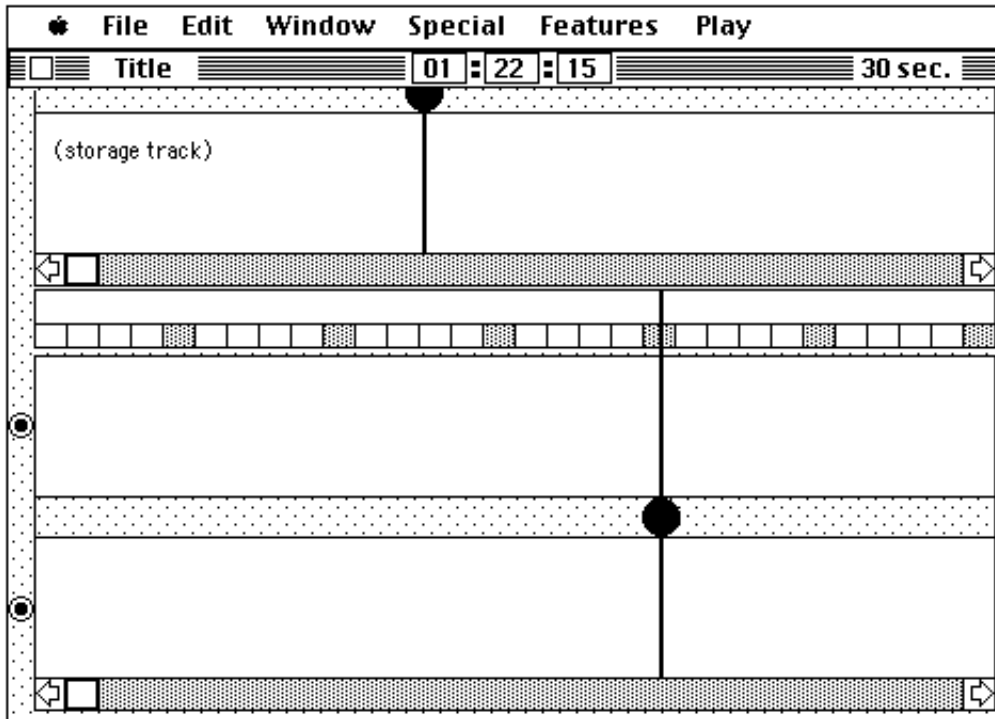 File Edit Window Special Features Play
Title 01:22:15 30 sec.
(storage track)